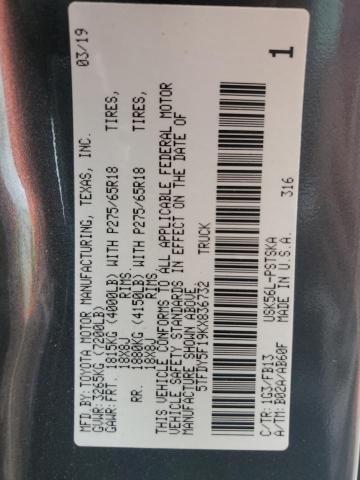 MFD.BY:TOYOTA MOTOR MANUFACTURING, TEXAS, INC. 03/19
GVWR:3265KG(7200LB)
GAWR:FRT. 1815KG (4000LB) WITH P275/65R18 TIRES,
18X8J RIMS
RR. 1880KG (4150LB) WITH P275/65R18 TIRES,
18X8J RIMS
THIS VEHICLE CONFORMS TO ALL APPLICABLE FEDERAL MOTOR
VEHICLE SAFETY STANDARDS IN EFFECT ON THE DATE OF
MANUFACTURE SHOWN ABOVE.
5TFDY5F19KX836732 TRUCK
C/TR: 1G3/FB13 USK56L-PSTSKA 316
A/TM: B02A/AB60F MADE IN U.S.A.
1